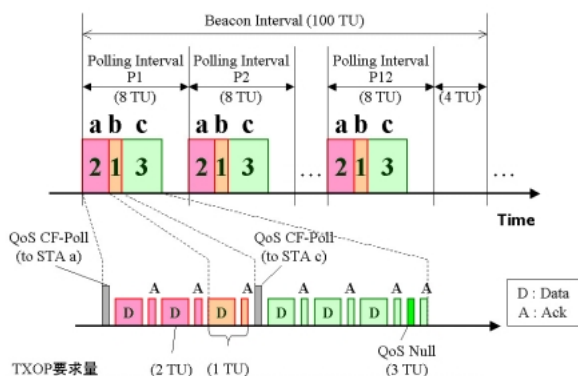 Beacon Interval (100 TU)
Polling Interval
P1
(8 TU)
Polling Interval
P2
(8 TU)
Polling Interval
P12
(8 TU)
(4 TU)
a b c
a b c
a b c
2 1 3
2 1 3
... 
2 1 3
...
Time
QoS CF-Poll
(to STA a)
QoS CF-Poll
(to STA c)
A A A A A A A
D D D D D D
D : Data
A : Ack
QoS Null
TXOP要求量
(2 TU)
(1 TU)
(3 TU)